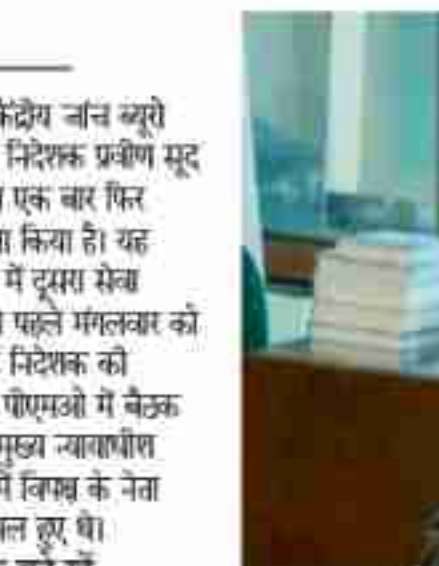 केंद्रीय जांच ब्यूरो
निदेशक प्रवीण सूद
एक बार फिर
किया है। यह
में दूसरा सेवा
पहले मंगलवार को
निदेशक की
पीएमओ में बैठक
मुख्य न्यायाधीश
में विपक्ष के नेता
हुए थे।